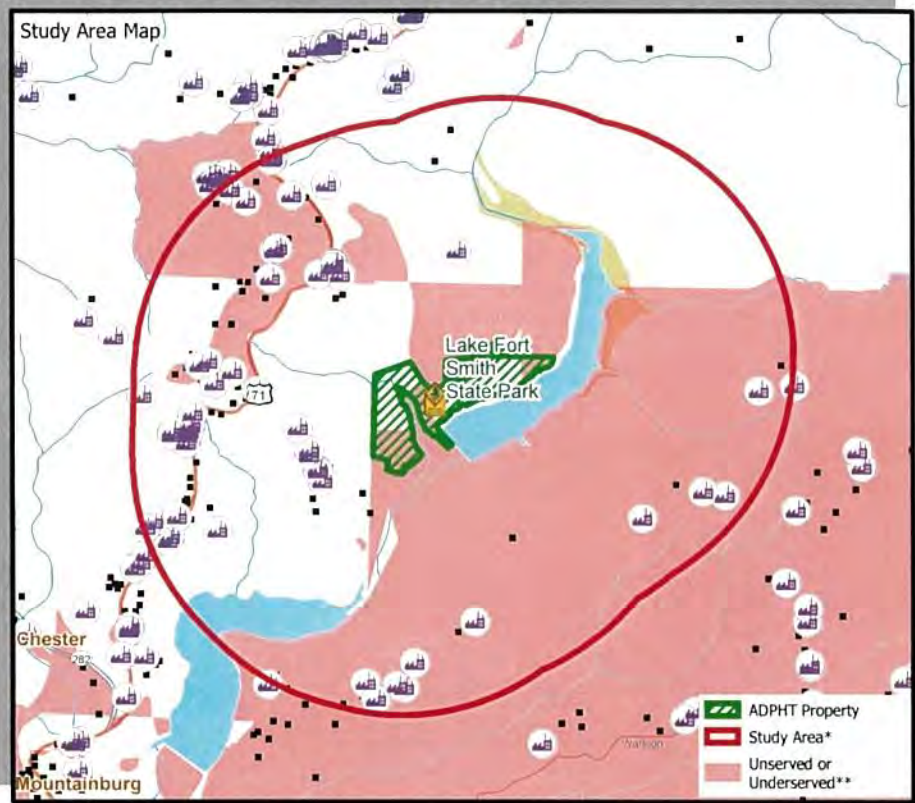 Study Area Map
Lake Fort
Smith
State Park
71
Chester
282
Mountainburg
ADPHT Property
Study Area*
Unserved or
Underserved**